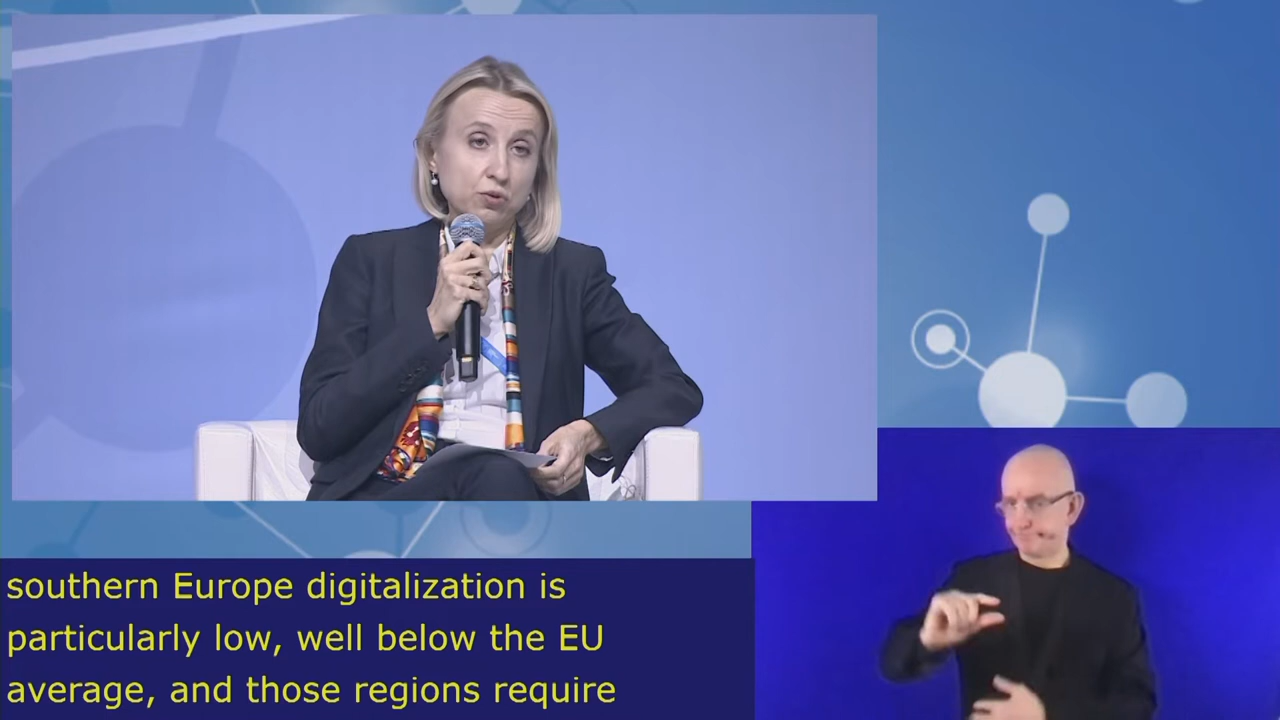 southern Europe digitalization is
particularly low, well below the EU
average, and those regions require